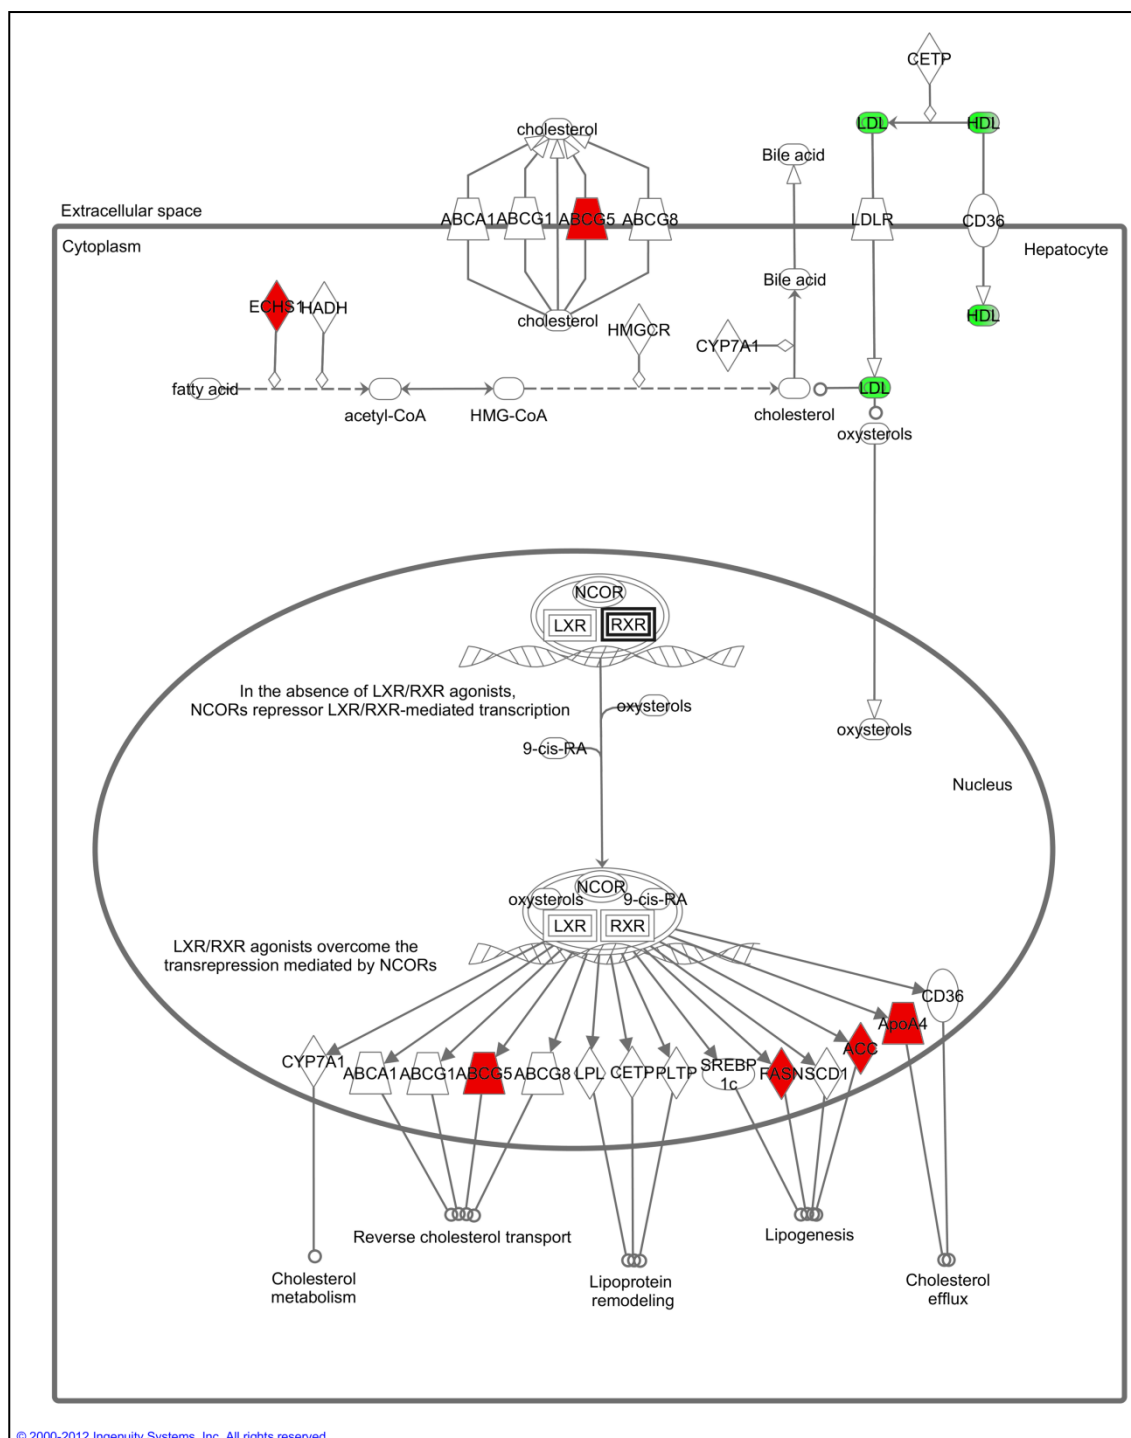 CETP
LDL
HDL
cholesterol
Bile acid
Extracellular space
ABCA1
ABCG1
ABCG5
ABCG8
LDLR
CD36
Cytoplasm
Hepatocyte
Bile acid
ECHS1
HADH
cholesterol
HMGCR
HDL
CYP7A1
fatty acid
LDL
acetyl-CoA
HMG-CoA
cholesterol
oxysterols
NCOR
LXR
RXR
In the absence of LXR/RXR agonists,
NCORs repressor LXR/RXR-mediated transcription
oxysterols
oxysterols
9-cis-RA
Nucleus
NCOR
oxysterols
9-cis-RA
LXR
RXR
LXR/RXR agonists overcome the
transrepression mediated by NCORs
CD36
ApoA4
ACC
CYP7A1
ABCA1
ABCG1
ABCG5
ABCG8
LPL
CETP
PLTP
SREBP
1c
FASN
SCD1
Reverse cholesterol transport
Lipogenesis
Cholesterol
metabolism
Lipoprotein
remodeling
Cholesterol
efflux
© 2000-2012 Ingenuity Systems, Inc. All rights reserved.